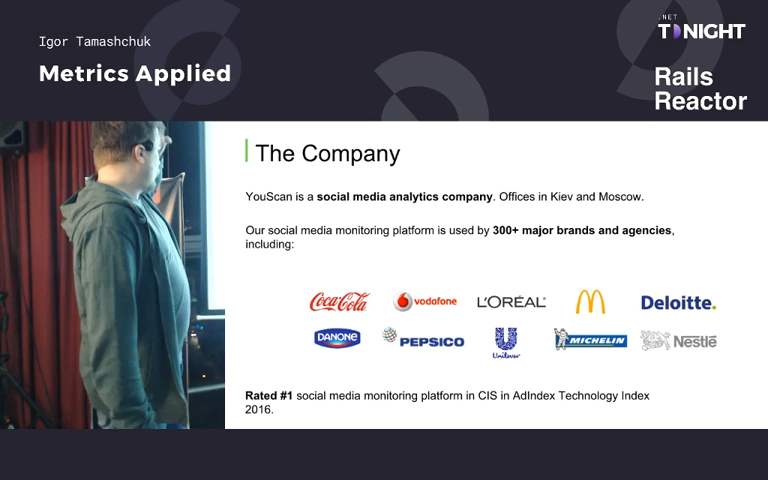 Igor Tamashchuk
Metrics Applied
.NET
TONIGHT
Rails
Reactor
The Company
YouScan is a social media analytics company. Offices in Kiev and Moscow.
Our social media monitoring platform is used by 300+ major brands and agencies,
including:
Coca-Cola vodafone L'ORÉAL Deloitte.
DANONE PEPSICO Unilever MICHELIN Nestlé
Rated #1 social media monitoring platform in CIS in AdIndex Technology Index
2016.